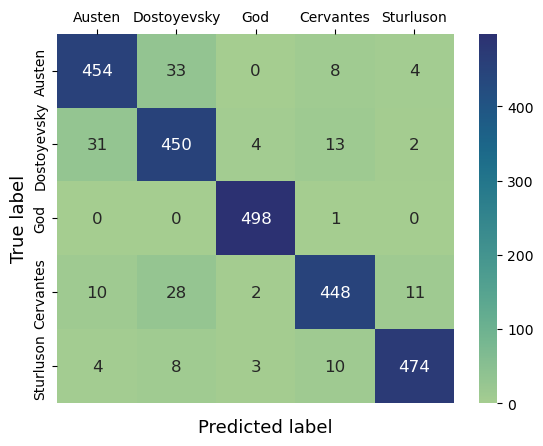 Austen Dostoyevsky God Cervantes Sturluson
Austen 454 33 0 8 4
Dostoyevsky 31 450 4 13 2
God 0 0 498 1 0
Cervantes 10 28 2 448 11
Sturluson 4 8 3 10 474
True label
Predicted label
400
300
200
100
0